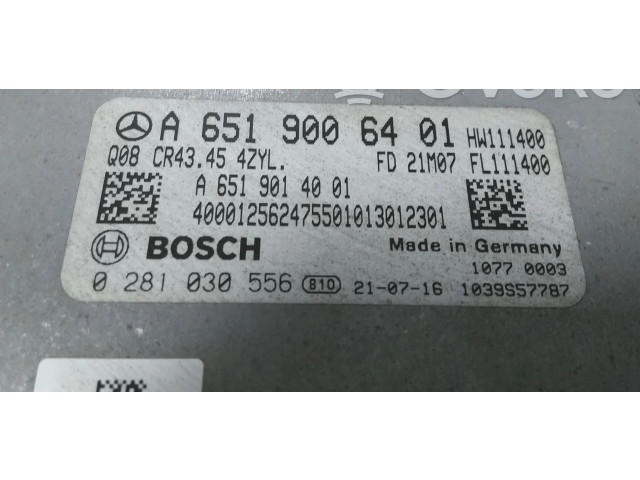 A 651 900 64 01 HW111400
Q08 CR43.45 4ZYL. FD 21M07 FL111400
A 651 901 40 01
400012562475501013012301
BOSCH Made in Germany
1077 0003
0 281 030 556 810 21-07-16 1039S57787